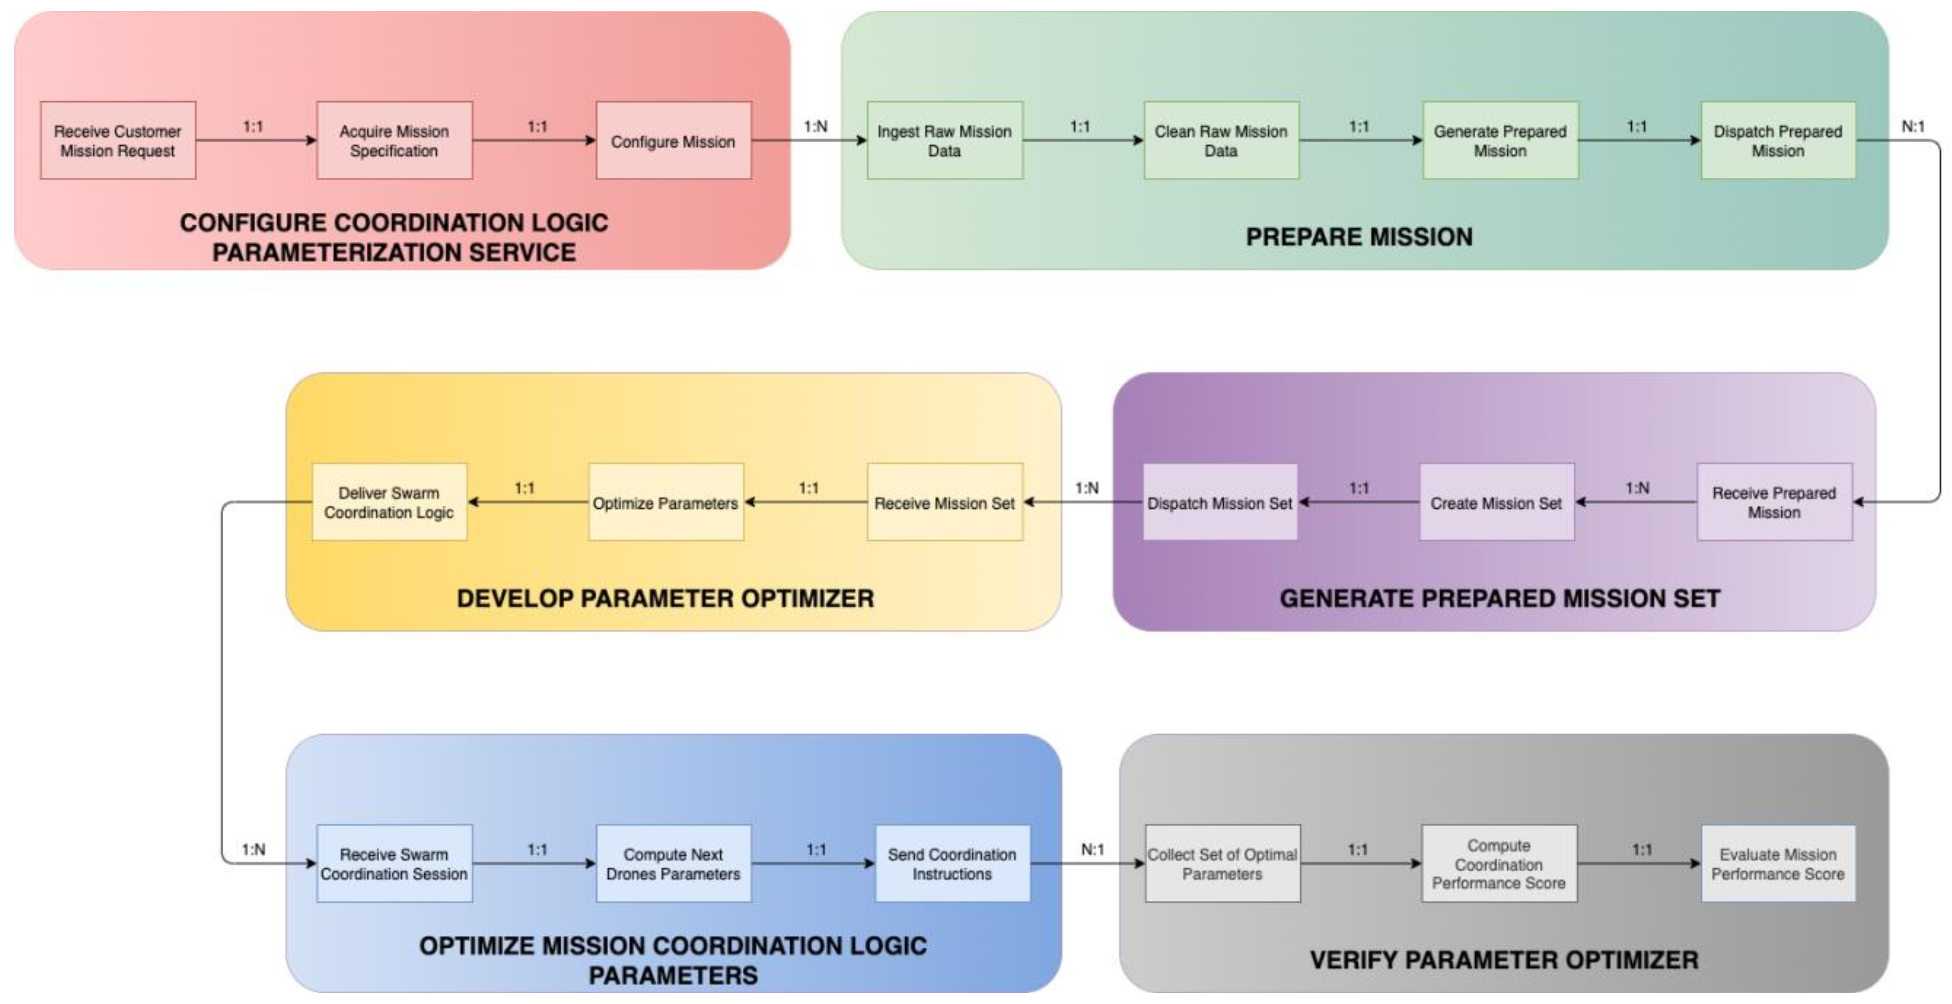 Receive Customer
Mission Request
1:1
Acquire Mission
Specification
1:1
Configure Mission
CONFIGURE COORDINATION LOGIC
PARAMETERIZATION SERVICE
1:N
Ingest Raw Mission
Data
1:1
Clean Raw Mission
Data
1:1
Generate Prepared
Mission
1:1
Dispatch Prepared
Mission
PREPARE MISSION
N:1
Receive Prepared
Mission
1:N
Create Mission Set
1:1
Dispatch Mission Set
GENERATE PREPARED MISSION SET
1:N
Receive Mission Set
1:1
Optimize Parameters
1:1
Deliver Swarm
Coordination Logic
DEVELOP PARAMETER OPTIMIZER
1:N
Receive Swarm
Coordination Session
1:1
Compute Next
Drones Parameters
1:1
Send Coordination
Instructions
OPTIMIZE MISSION COORDINATION LOGIC
PARAMETERS
N:1
Collect Set of Optimal
Parameters
1:1
Compute
Coordination
Performance Score
1:1
Evaluate Mission
Performance Score
VERIFY PARAMETER OPTIMIZER